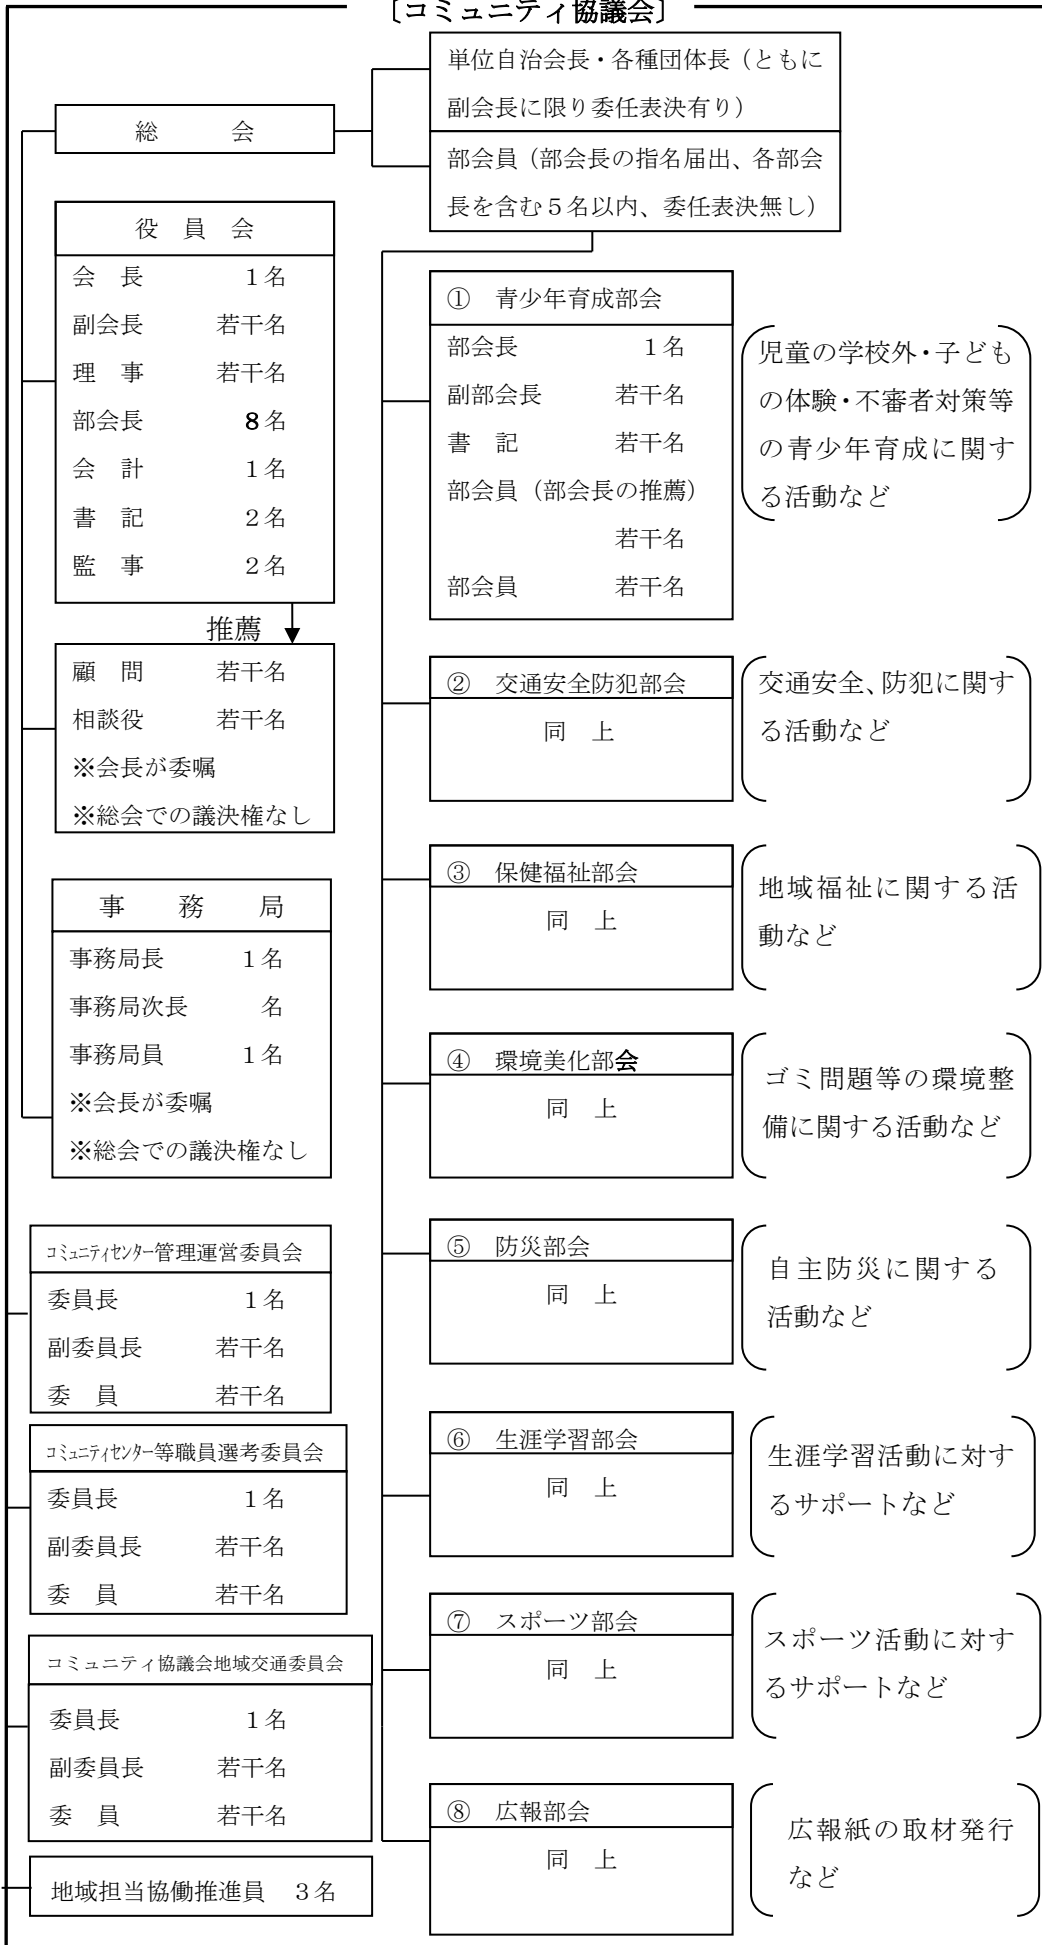 〔コミュニティ協議会〕
総　会
単位自治会長・各種団体長（ともに
副会長に限り委任表決有り）
部会員（部会長の指名届出、各部会
長を含む５名以内、委任表決無し）
役　員　会
会　長　１名
副会長　若干名
理　事　若干名
部会長　８名
会　計　１名
書　記　２名
監　事　２名
推薦
顧　問　若干名
相談役　若干名
※会長が委嘱
※総会での議決権なし
事　務　局
事務局長　１名
事務局次長　名
事務局員　１名
※会長が委嘱
※総会での議決権なし
コミュニティセンター管理運営委員会
委員長　１名
副委員長　若干名
委　員　若干名
コミュニティセンター等職員選考委員会
委員長　１名
副委員長　若干名
委　員　若干名
コミュニティ協議会地域交通委員会
委員長　１名
副委員長　若干名
委　員　若干名
地域担当協働推進員　３名
①　青少年育成部会
部会長　１名
副部会長　若干名
書　記　若干名
部会員（部会長の推薦）
若干名
部会員　若干名
児童の学校外・子ども
の体験・不審者対策等
の青少年育成に関す
る活動など
②　交通安全防犯部会
同　上
交通安全、防犯に関す
る活動など
③　保健福祉部会
同　上
地域福祉に関する活
動など
④　環境美化部会
同　上
ゴミ問題等の環境整
備に関する活動など
⑤　防災部会
同　上
自主防災に関する
活動など
⑥　生涯学習部会
同　上
生涯学習活動に対す
るサポートなど
⑦　スポーツ部会
同　上
スポーツ活動に対す
るサポートなど
⑧　広報部会
同　上
広報紙の取材発行
など